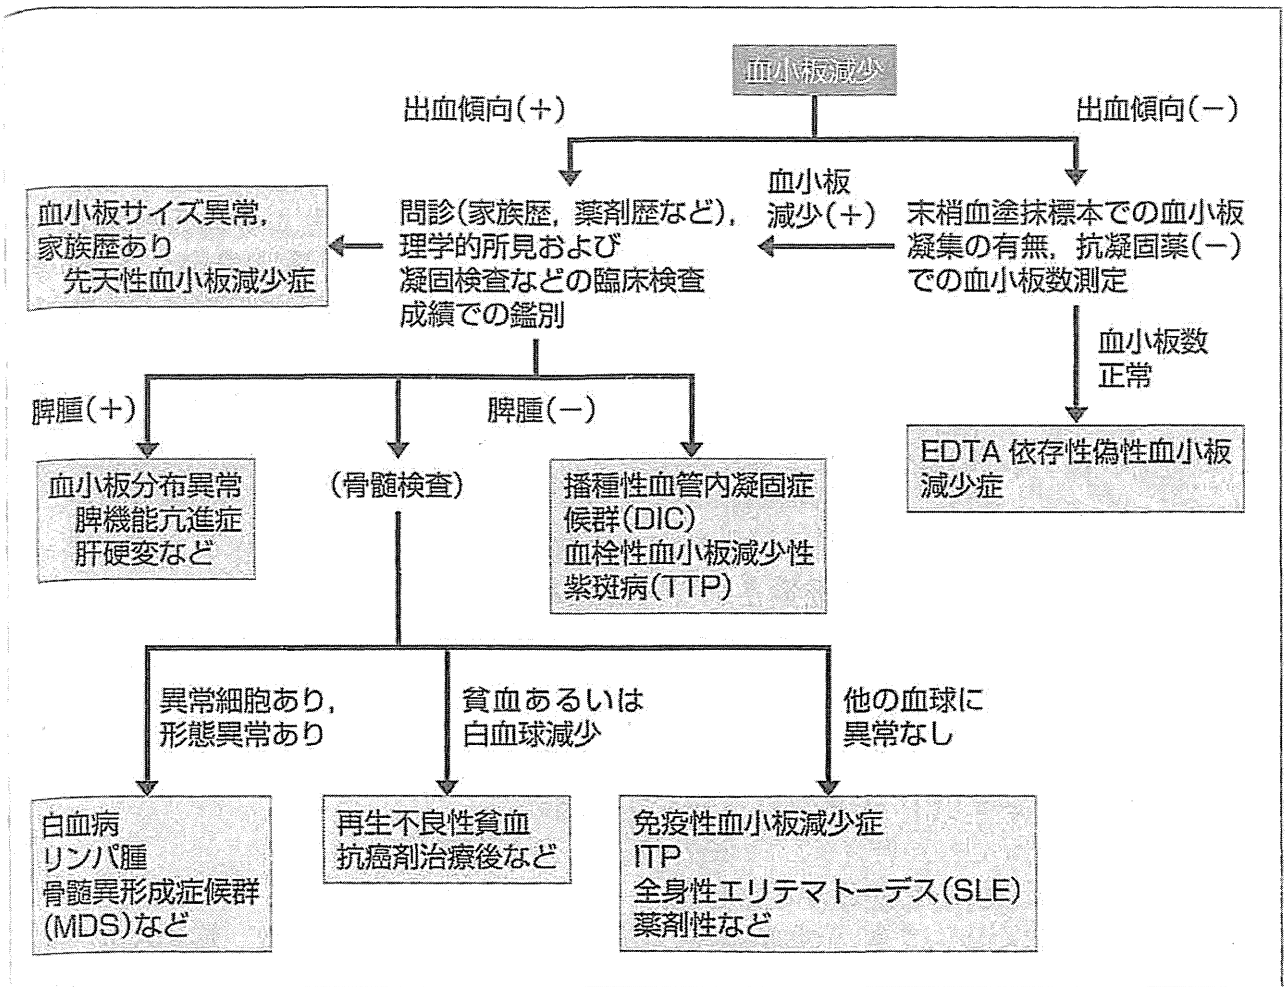 血小板減少
出血傾向(＋)
出血傾向(－)
血小板サイズ異常，
家族歴あり
先天性血小板減少症
問診(家族歴，薬剤歴など)，
理学的所見および
凝固検査などの臨床検査
成績での鑑別
血小板
減少(＋)
末梢血塗抹標本での血小板
凝集の有無，抗凝固薬(－)
での血小板数測定
血小板数
正常
脾腫(＋)
脾腫(－)
EDTA 依存性偽性血小板
減少症
血小板分布異常
脾機能亢進症
肝硬変など
(骨髄検査)
播種性血管内凝固症
候群(DIC)
血栓性血小板減少性
紫斑病(TTP)
異常細胞あり，
形態異常あり
貧血あるいは
白血球減少
他の血球に
異常なし
白血病
リンパ腫
骨髄異形成症候群
(MDS)など
再生不良性貧血
抗癌剤治療後など
免疫性血小板減少症
ITP
全身性エリテマトーデス(SLE)
薬剤性など